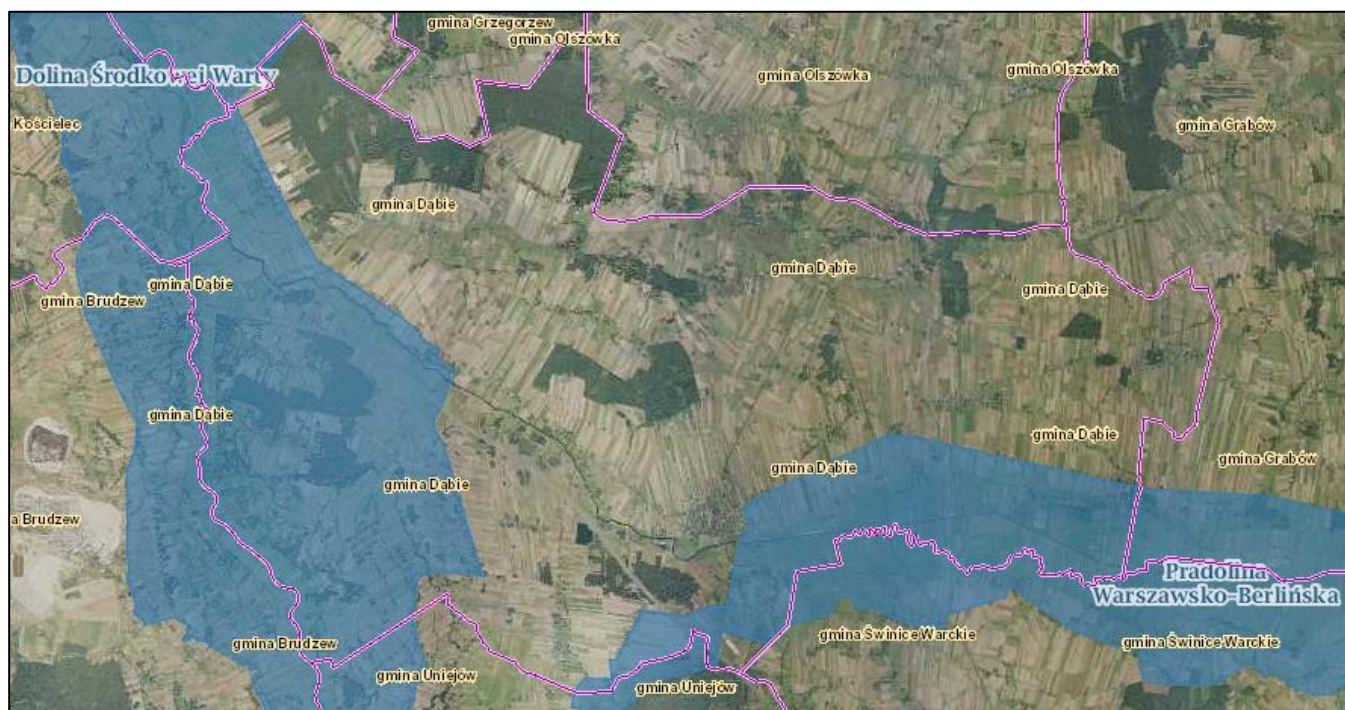 gmina Grzegorzew
gmina Olszówka
Dolina Środkowej Warty
gmina Olszówka
gmina Olszówka
Kościelec
gmina Grabów
gmina Dąbie
gmina Dąbie
gmina Dąbie
gmina Dąbie
gmina Brudzew
gmina Dąbie
gmina Dąbie
gmina Dąbie
gmina Grabów
gmina Dąbie
a Brudzew
Pradolina
Warszawsko-Berlińska
gmina Świnice Warckie
gmina Brudzew
gmina Świnice Warckie
gmina Uniejów
gmina Uniejów